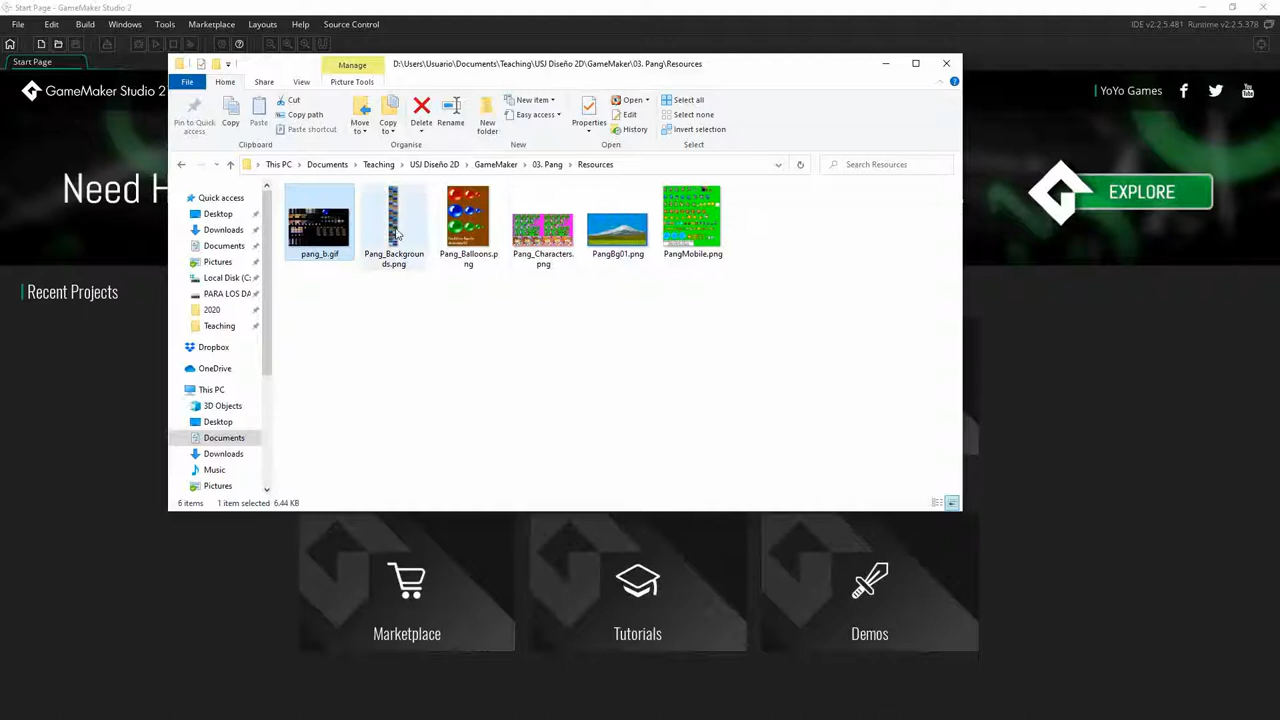 Start Page - GameMaker Studio 2
File Edit Build Windows Tools Marketplace Layouts Help Source Control
IDE v2.2.5.481 Runtime v2.2.5.378
Start Page
GameMaker Studio 2
YoYo Games
Need H
EXPLORE
Recent Projects
Manage
D:\Users\Usuario\Documents\Teaching\USJ Diseño 2D\GameMaker\03. Pang\Resources
File Home Share View Picture Tools
Pin to Quick access
Copy
Paste
Cut
Copy path
Paste shortcut
Clipboard
Move to
Copy to
Delete
Rename
Organise
New folder
New item
Easy access
New
Properties
Open
Edit
History
Open
Select all
Select none
Invert selection
Select
This PC Documents Teaching USJ Diseño 2D GameMaker 03. Pang Resources
Search Resources
Quick access
Desktop
Downloads
Documents
Pictures
Local Disk (C:
PARA LOS DA
2020
Teaching
Dropbox
OneDrive
This PC
3D Objects
Desktop
Documents
Downloads
Music
Pictures
pang_b.gif
Pang_Backgroun
ds.png
Pang_Balloons.p
ng
Pang_Characters.
png
PangBg01.png
PangMobile.png
6 items 1 item selected 6.44 KB
Marketplace
Tutorials
Demos